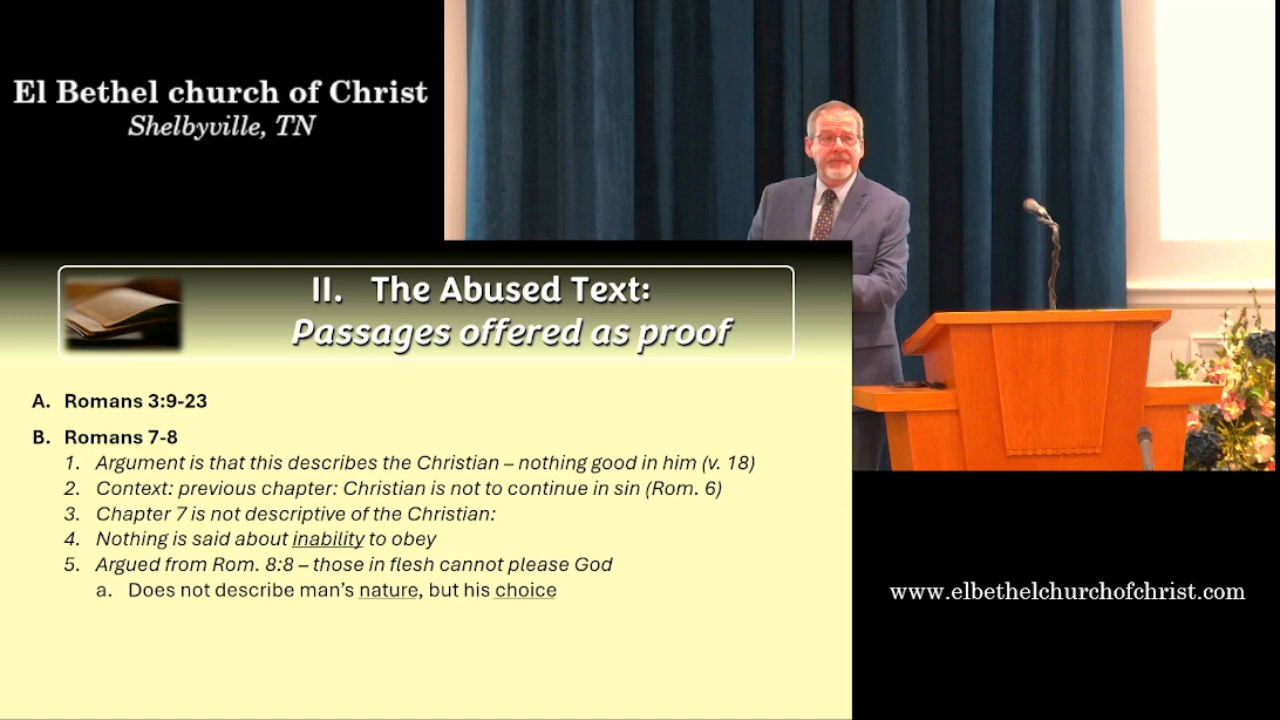 El Bethel church of Christ
Shelbyville, TN
II. The Abused Text:
Passages offered as proof
A. Romans 3:9-23
B. Romans 7-8
1. Argument is that this describes the Christian – nothing good in him (v. 18)
2. Context: previous chapter: Christian is not to continue in sin (Rom. 6)
3. Chapter 7 is not descriptive of the Christian:
4. Nothing is said about inability to obey
5. Argued from Rom. 8:8 – those in flesh cannot please God
a. Does not describe man’s nature, but his choice
www.elbethelchurchofchrist.com